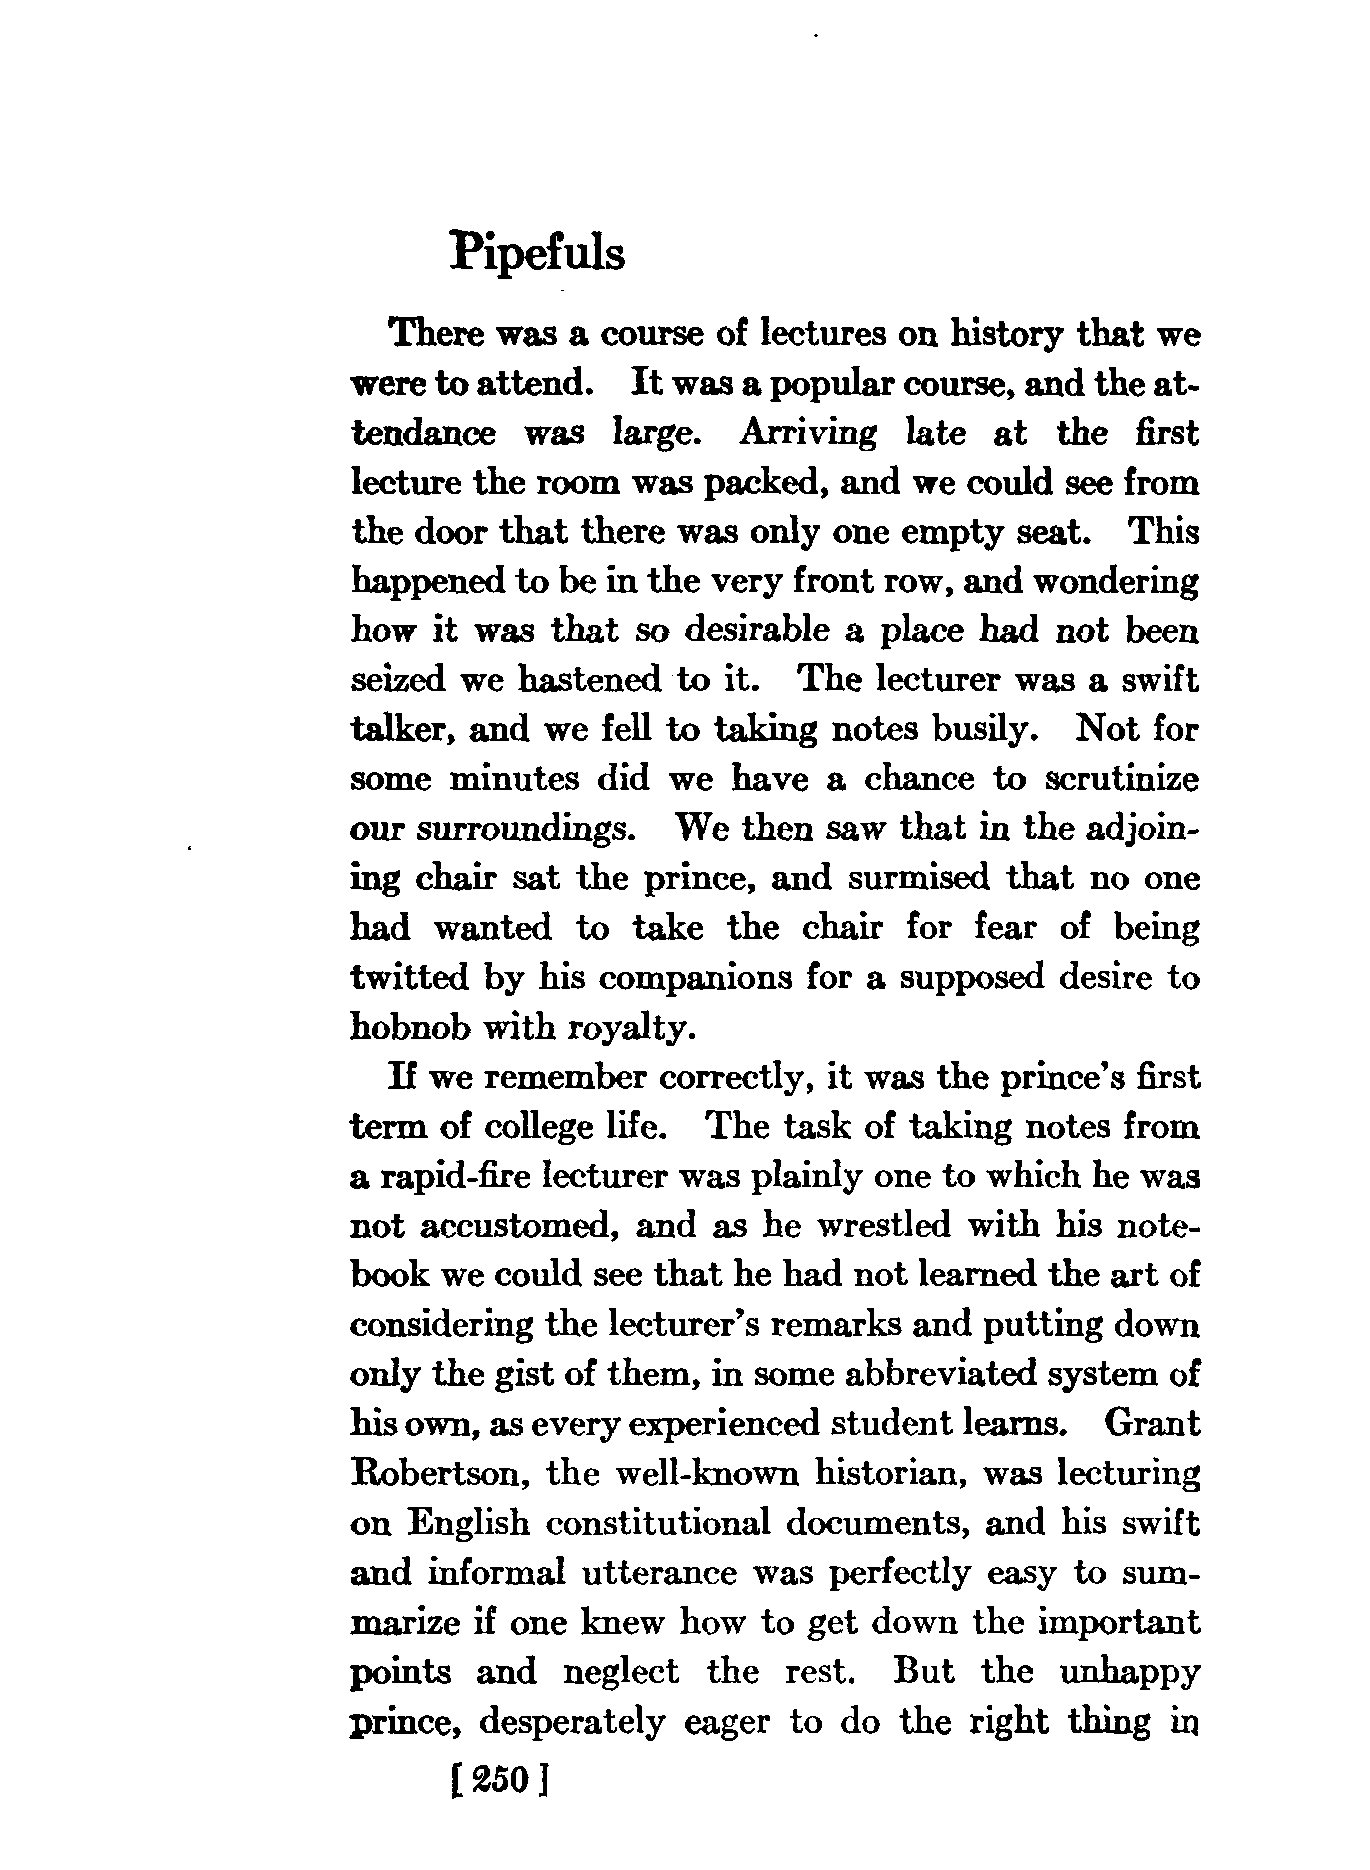 Pipefuls
There was a course of lectures on history that we
were to attend. It was a popular course, and the at-
tendance was large. Arriving late at the first
lecture the room was packed, and we could see from
the door that there was only one empty seat. This
happened to be in the very front row, and wondering
how it was that so desirable a place had not been
seized we hastened to it. The lecturer was a swift
talker, and we fell to taking notes busily. Not for
some minutes did we have a chance to scrutinize
our surroundings. We then saw that in the adjoin-
ing chair sat the prince, and surmised that no one
had wanted to take the chair for fear of being
twitted by his companions for a supposed desire to
hobnob with royalty.
If we remember correctly, it was the prince's first
term of college life. The task of taking notes from
a rapid-fire lecturer was plainly one to which he was
not accustomed, and as he wrestled with his note-
book we could see that he had not learned the art of
considering the lecturer's remarks and putting down
only the gist of them, in some abbreviated system of
his own, as every experienced student learns. Grant
Robertson, the well-known historian, was lecturing
on English constitutional documents, and his swift
and informal utterance was perfectly easy to sum-
marize if one knew how to get down the important
points and neglect the rest. But the unhappy
prince, desperately eager to do the right thing in
[ 250 ]